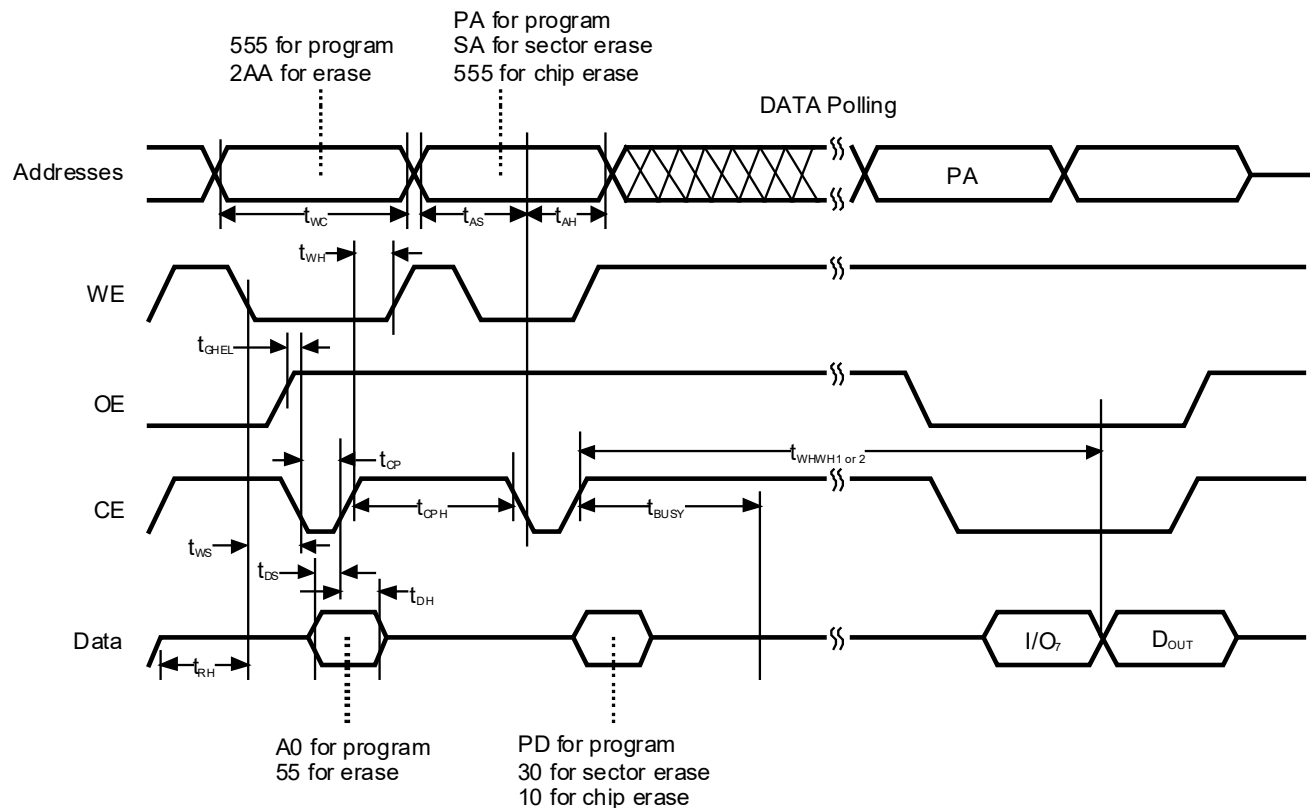 PA for program
SA for sector erase
555 for chip erase
555 for program
2AA for erase
DATA Polling
Addresses
PA
tWC
tAS
tAH
tWH
WE
tGHEL
OE
tCP
tWHWH1 or 2
CE
tCPH
tBUSY
tWS
tDS
tDH
Data
I/O7
DOUT
tRH
A0 for program
55 for erase
PD for program
30 for sector erase
10 for chip erase